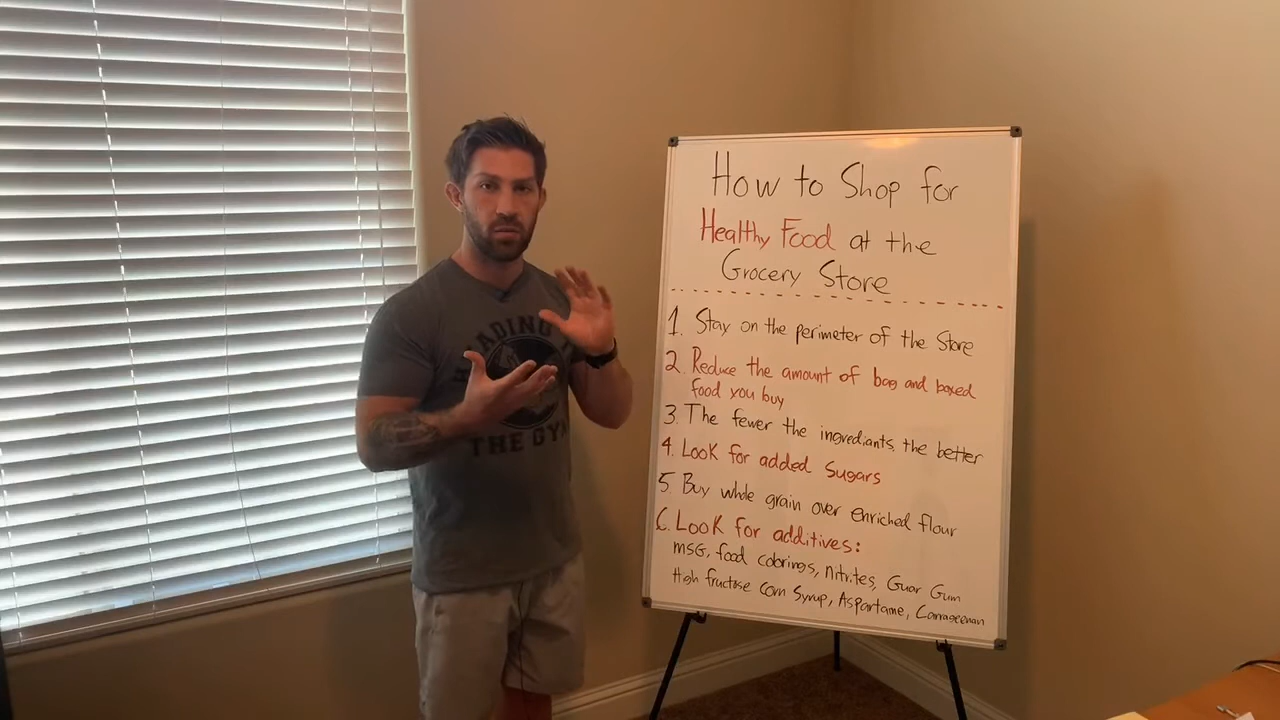 How to Shop for
Healthy Food at the
Grocery Store
1. Stay on the perimeter of the Store
2. Reduce the amount of bag and boxed
food you buy
3. The fewer the ingrediants, the better
4. Look for added Sugars
5. Buy whole grain over enriched flour
6. Look for additives:
MSG, food colorings, nitrites, Guar Gum
High fructose Corn Syrup, Aspartame, Carrageenan
THE GYM